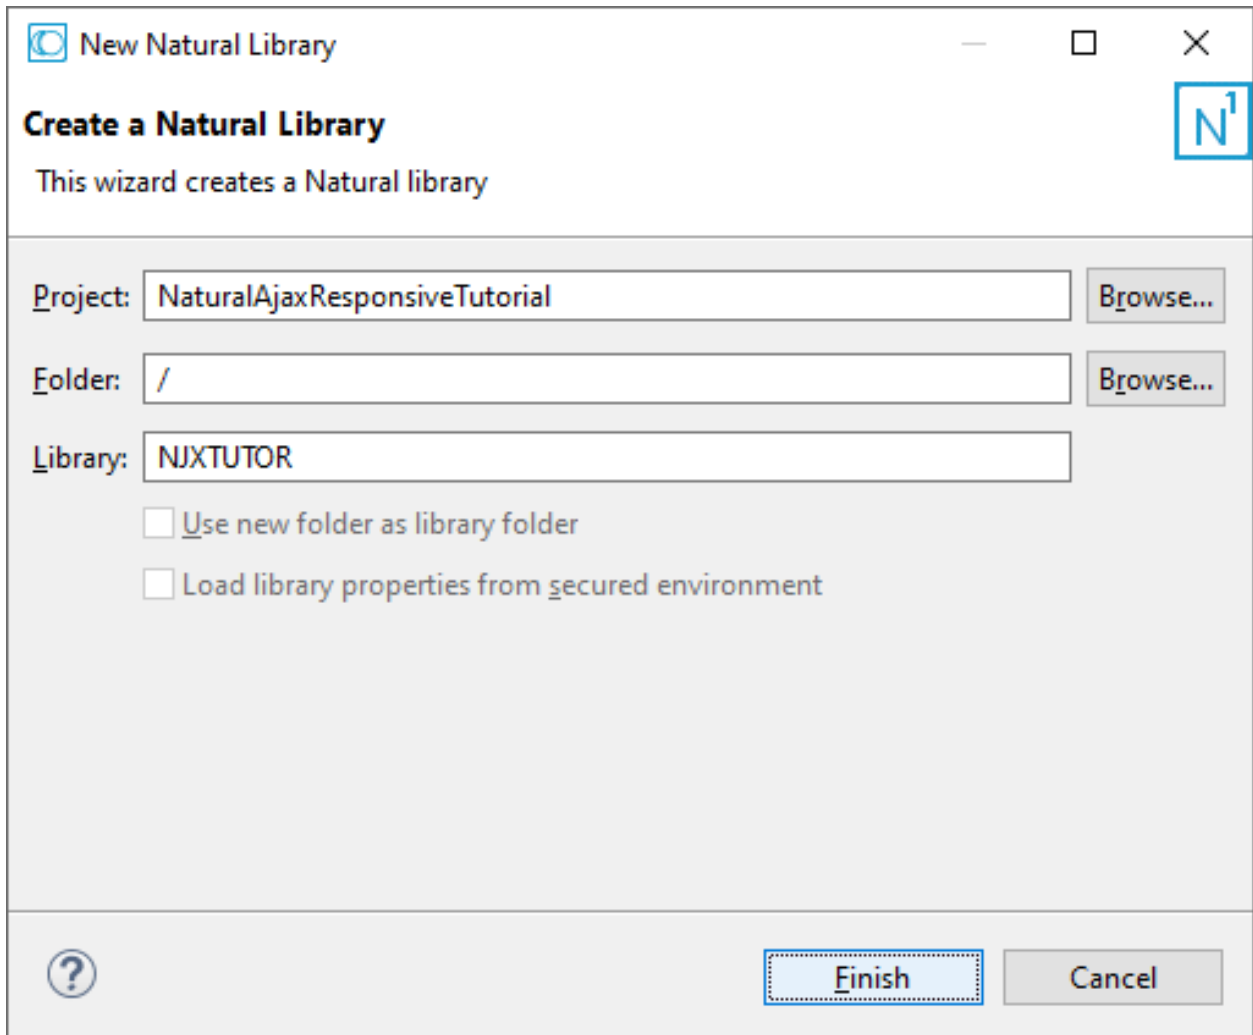 New Natural Library
Create a Natural Library
N1
This wizard creates a Natural library
Project: NaturalAjaxResponsiveTutorial Browse...
Folder: / Browse...
Library: NJXTUTOR
Use new folder as library folder
Load library properties from secured environment
? Finish Cancel